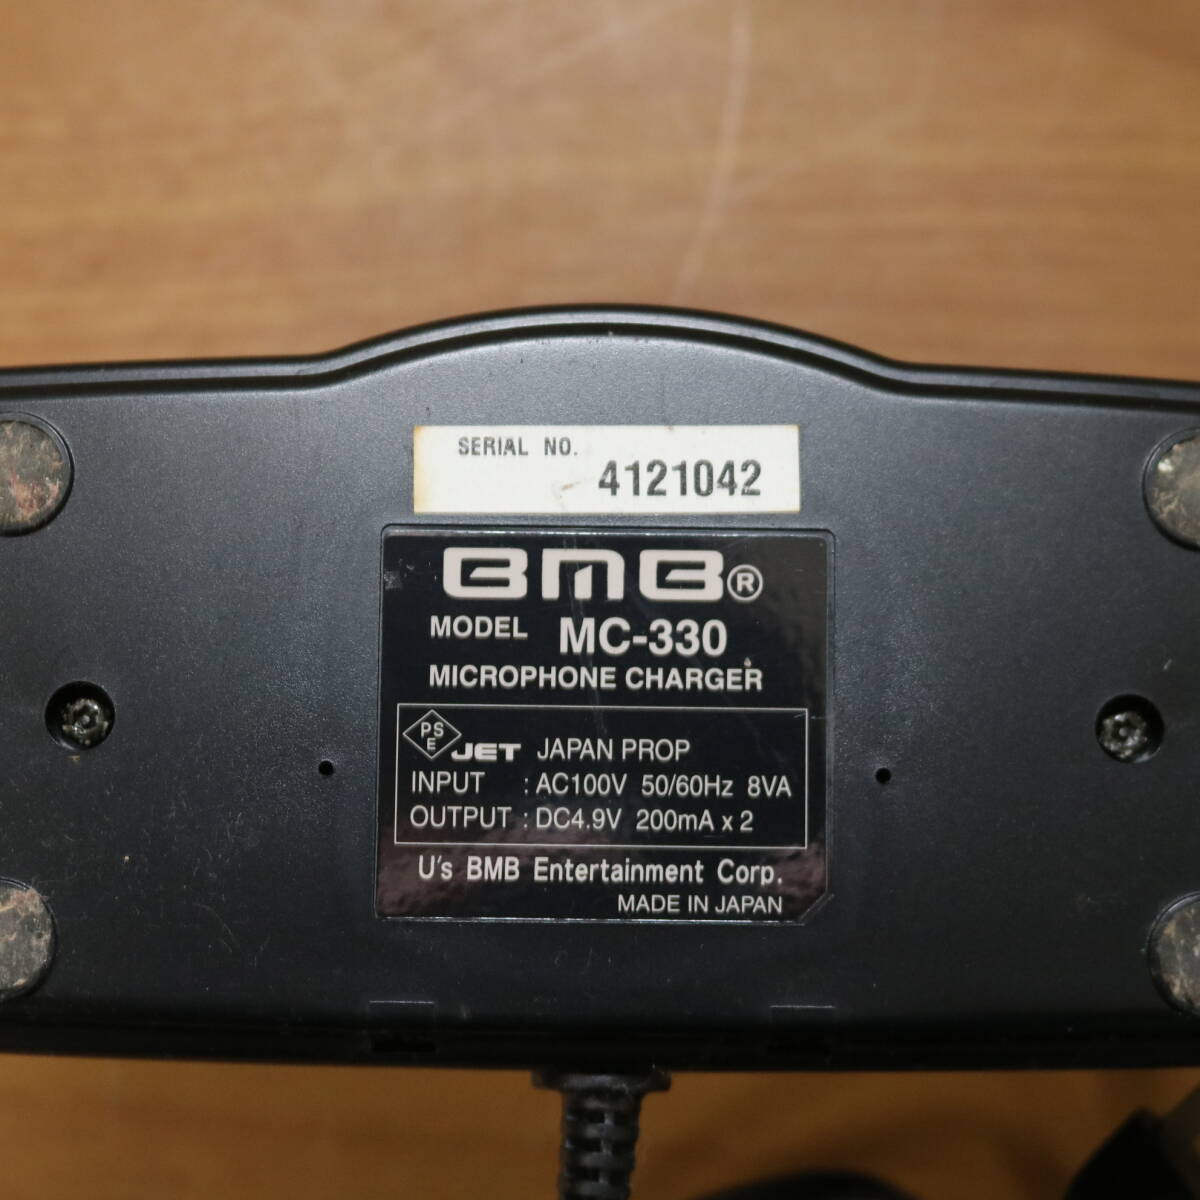 SERIAL NO.
4121042
BMB®
MODEL MC-330
MICROPHONE CHARGER
PSE JET JAPAN PROP
INPUT : AC100V 50/60Hz 8VA
OUTPUT : DC4.9V 200mA x 2
U's BMB Entertainment Corp.
MADE IN JAPAN